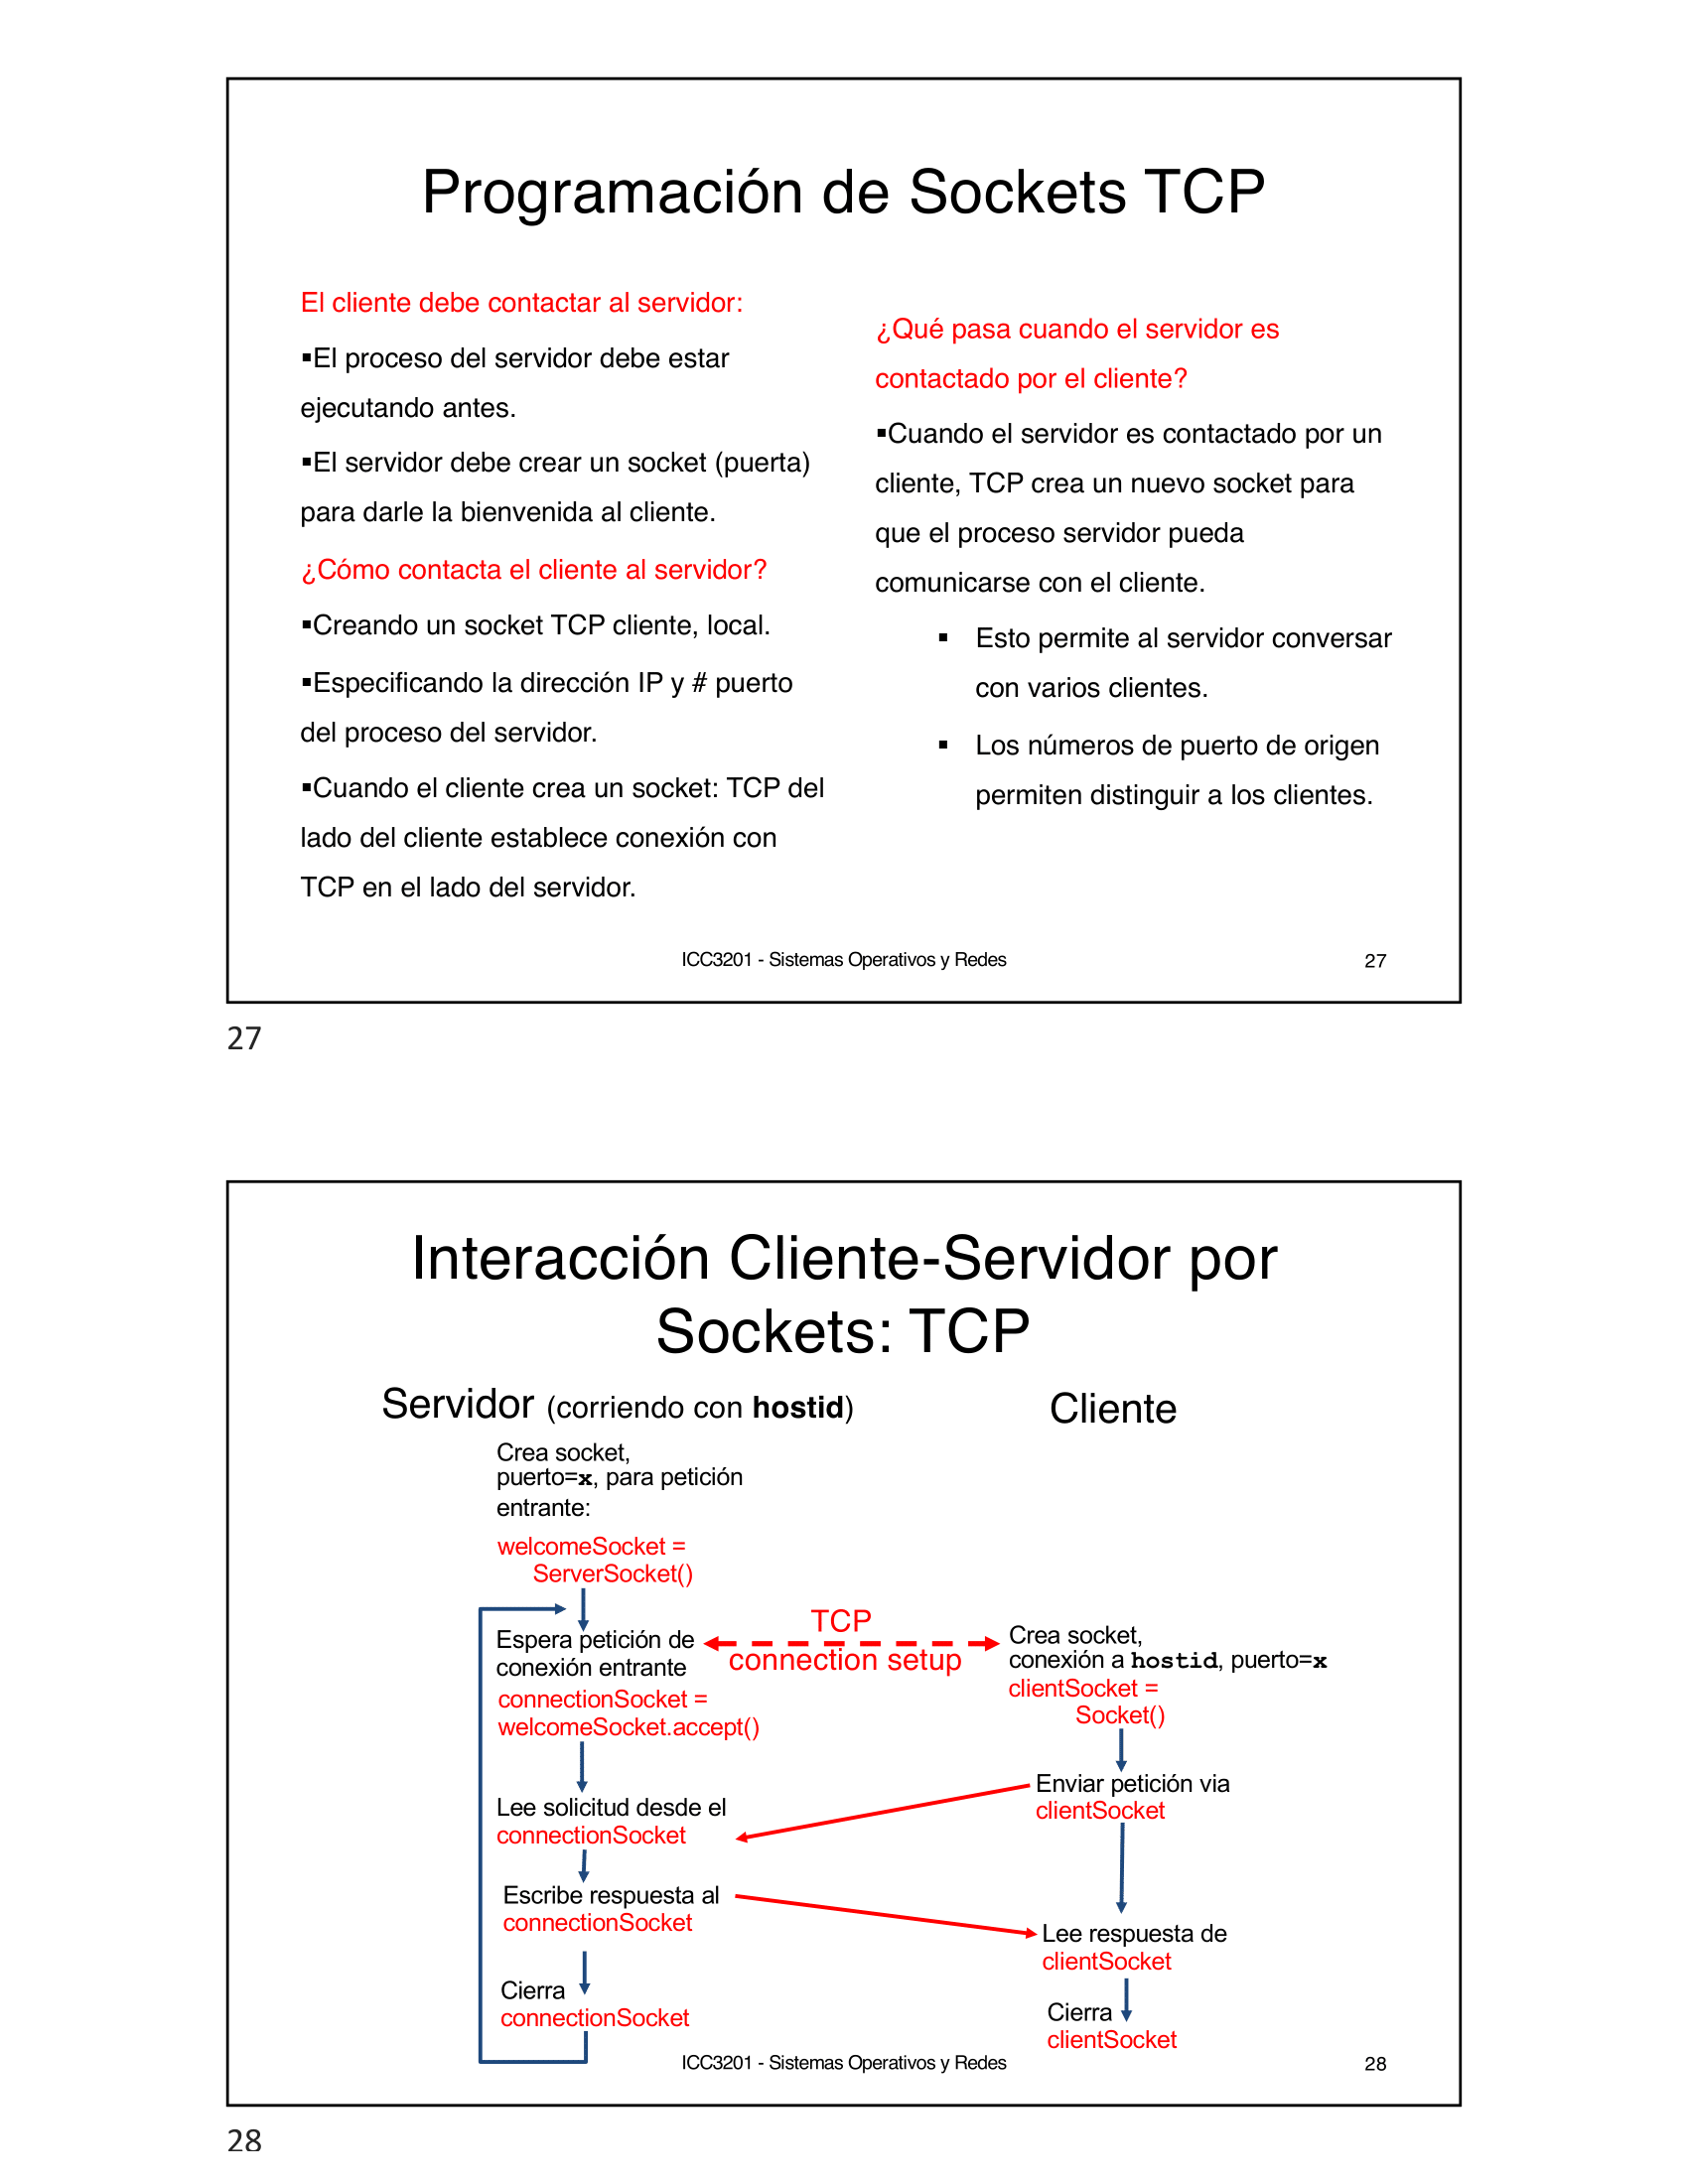 Programación de Sockets TCP
El cliente debe contactar al servidor:
▪El proceso del servidor debe estar
ejecutando antes.
▪El servidor debe crear un socket (puerta)
para darle la bienvenida al cliente.
¿Cómo contacta el cliente al servidor?
▪Creando un socket TCP cliente, local.
▪Especificando la dirección IP y # puerto
del proceso del servidor.
▪Cuando el cliente crea un socket: TCP del
lado del cliente establece conexión con
TCP en el lado del servidor.
¿Qué pasa cuando el servidor es
contactado por el cliente?
▪Cuando el servidor es contactado por un
cliente, TCP crea un nuevo socket para
que el proceso servidor pueda
comunicarse con el cliente.
▪ Esto permite al servidor conversar
con varios clientes.
▪ Los números de puerto de origen
permiten distinguir a los clientes.
ICC3201 - Sistemas Operativos y Redes
27
27
Interacción Cliente-Servidor por
Sockets: TCP
Servidor (corriendo con hostid)
Crea socket,
puerto=x, para petición
entrante:
welcomeSocket =
ServerSocket()
Espera petición de
conexión entrante
connectionSocket =
welcomeSocket.accept()
Lee solicitud desde el
connectionSocket
Escribe respuesta al
connectionSocket
Cierra
connectionSocket
TCP
connection setup
Cliente
Crea socket,
conexión a hostid, puerto=x
clientSocket =
Socket()
Enviar petición via
clientSocket
Lee respuesta de
clientSocket
Cierra
clientSocket
ICC3201 - Sistemas Operativos y Redes
28
28